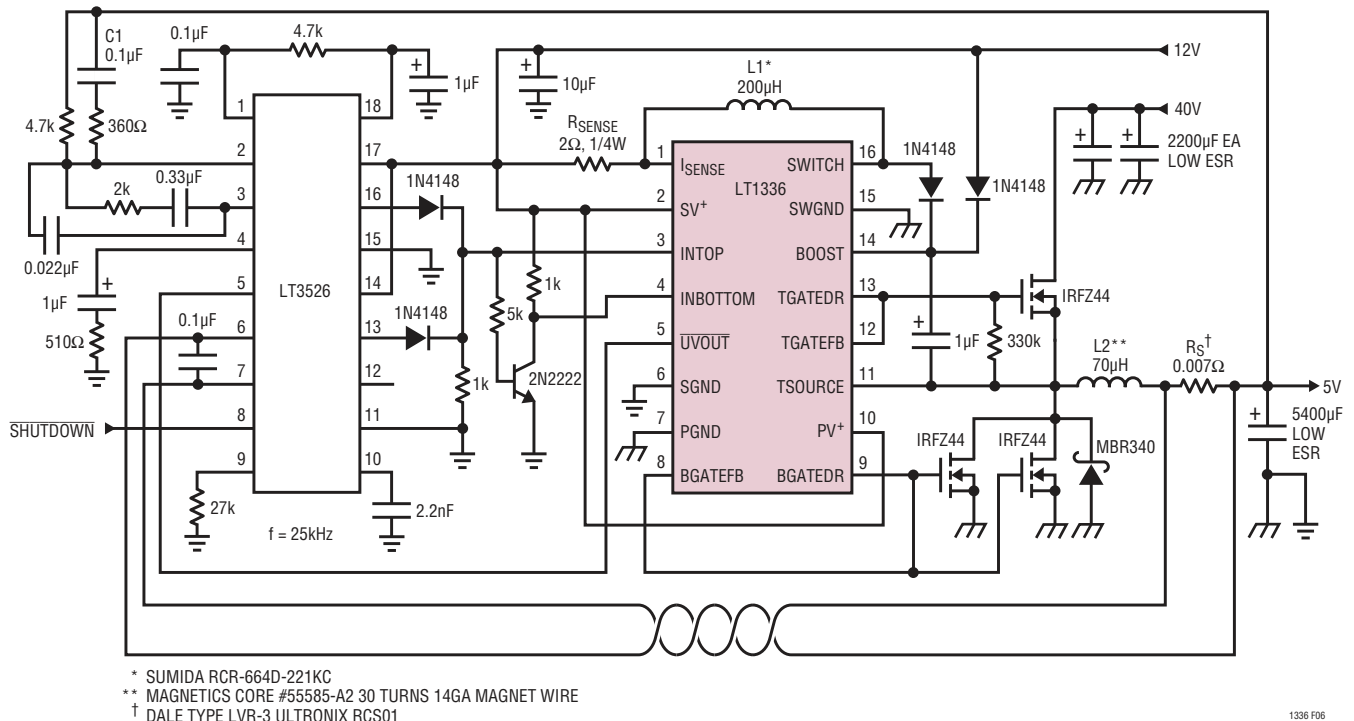 C1
0.1µF
4.7k
360Ω
2k
0.33µF
0.022µF
1µF
510Ω
0.1µF
SHUTDOWN
27k
0.1µF
4.7k
1µF
LT3526
1
2
3
4
5
6
7
8
9
18
17
16
15
14
13
12
11
10
f = 25kHz
2.2nF
1N4148
1N4148
1k
5k
1k
2N2222
10µF
RSENSE
2Ω, 1/4W
L1*
200µH
LT1336
1 ISENSE
2 SV+
3 INTOP
4 INBOTTOM
5 UVOUT
6 SGND
7 PGND
8 BGATEFB
SWITCH 16
SWGND 15
BOOST 14
TGATEDR 13
TGATEFB 12
TSOURCE 11
PV+ 10
BGATEDR 9
1N4148
1N4148
12V
40V
2200µF EA
LOW ESR
IRFZ44
1µF
330k
L2**
70µH
RS†
0.007Ω
5V
5400µF
LOW
ESR
IRFZ44
IRFZ44
MBR340
* SUMIDA RCR-664D-221KC
** MAGNETICS CORE #55585-A2 30 TURNS 14GA MAGNET WIRE
† DALE TYPE LVR-3 ULTRONIX RCS01
1336 F06